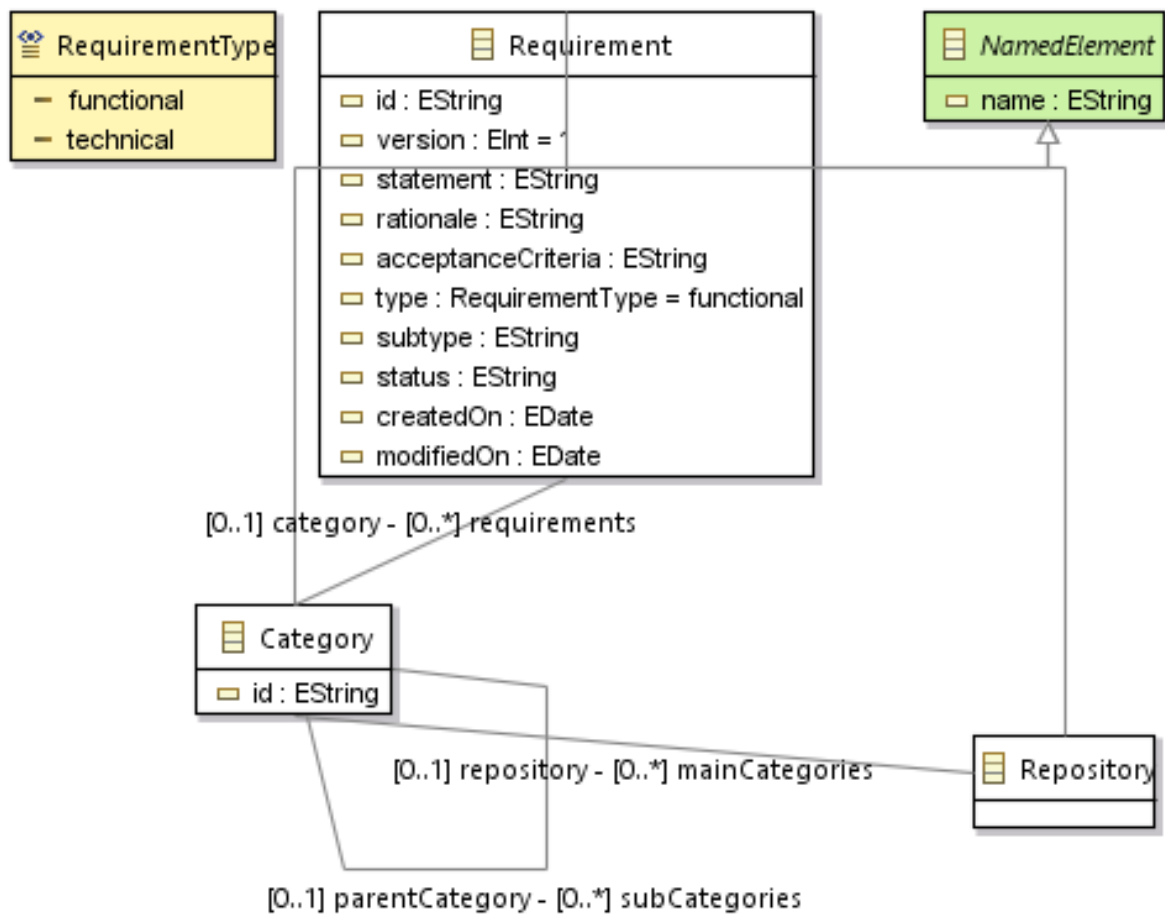 RequirementType
functional
technical
Requirement
id : EString
version : EInt =
statement : EString
rationale : EString
acceptanceCriteria : EString
type : RequirementType = functional
subtype : EString
status : EString
createdOn : EDate
modifiedOn : EDate
NamedElement
name : EString
[0..1] category - [0..*] requirements
Category
id : EString
[0..1] repository - [0..*] mainCategories
Repository
[0..1] parentCategory - [0..*] subCategories